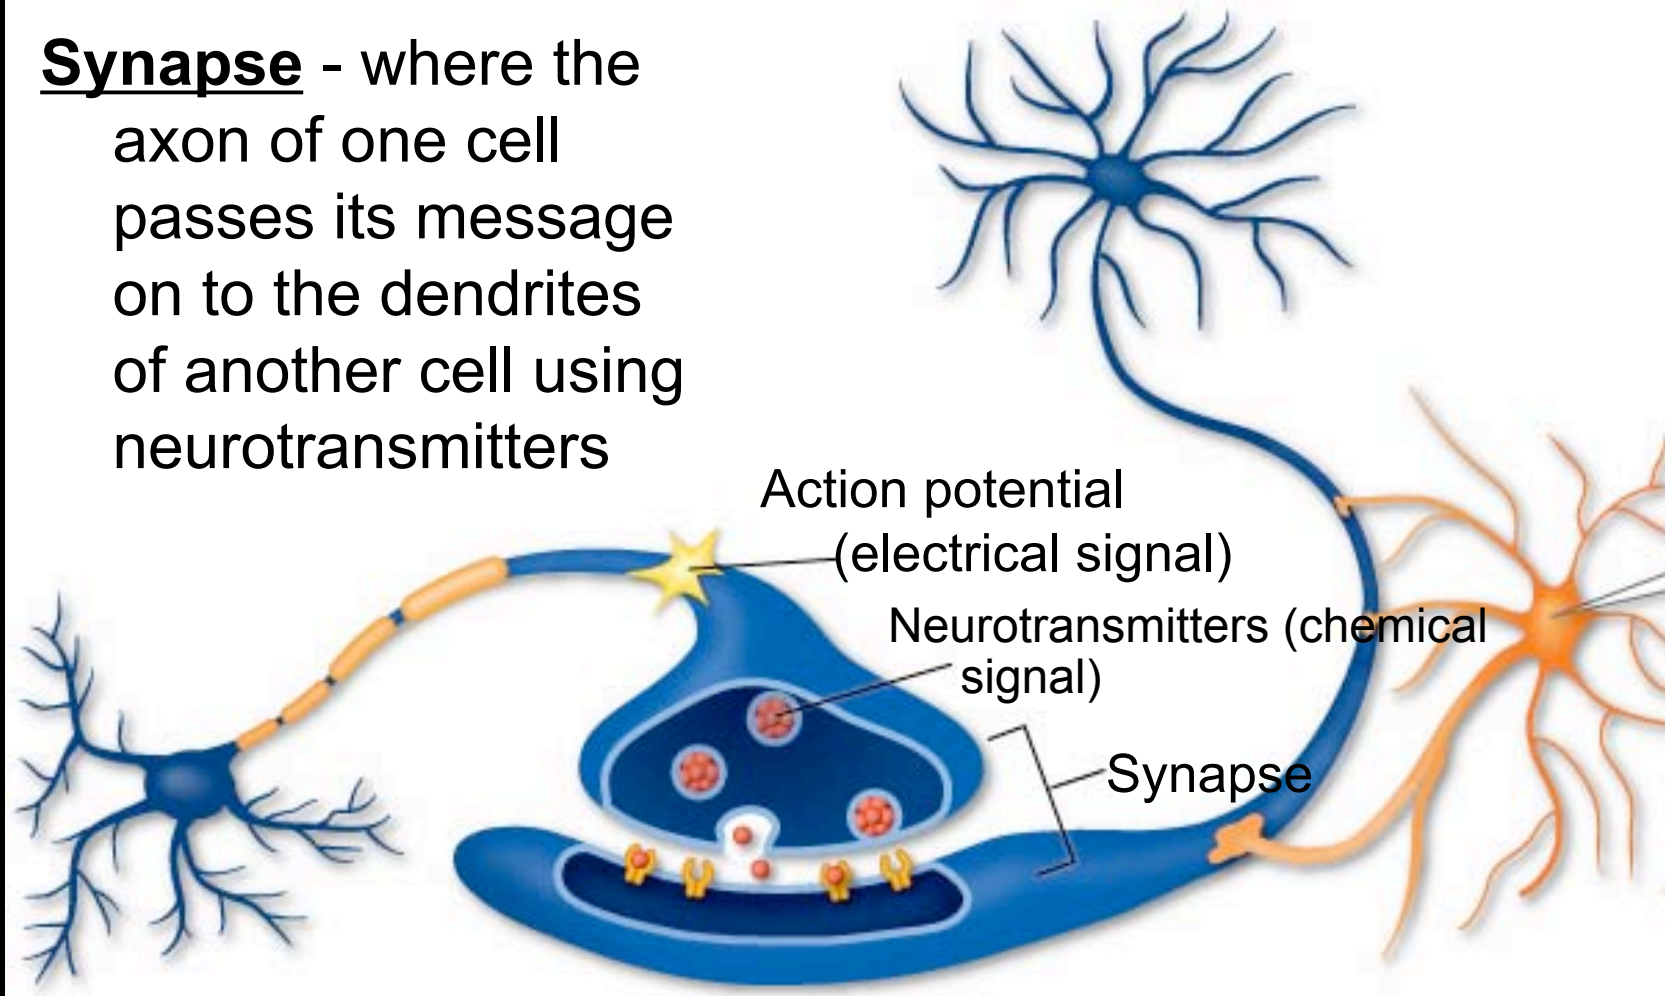 Synapse - where the
axon of one cell
passes its message
on to the dendrites
of another cell using
neurotransmitters
Action potential
(electrical signal)
Neurotransmitters (chemical
signal)
Synapse